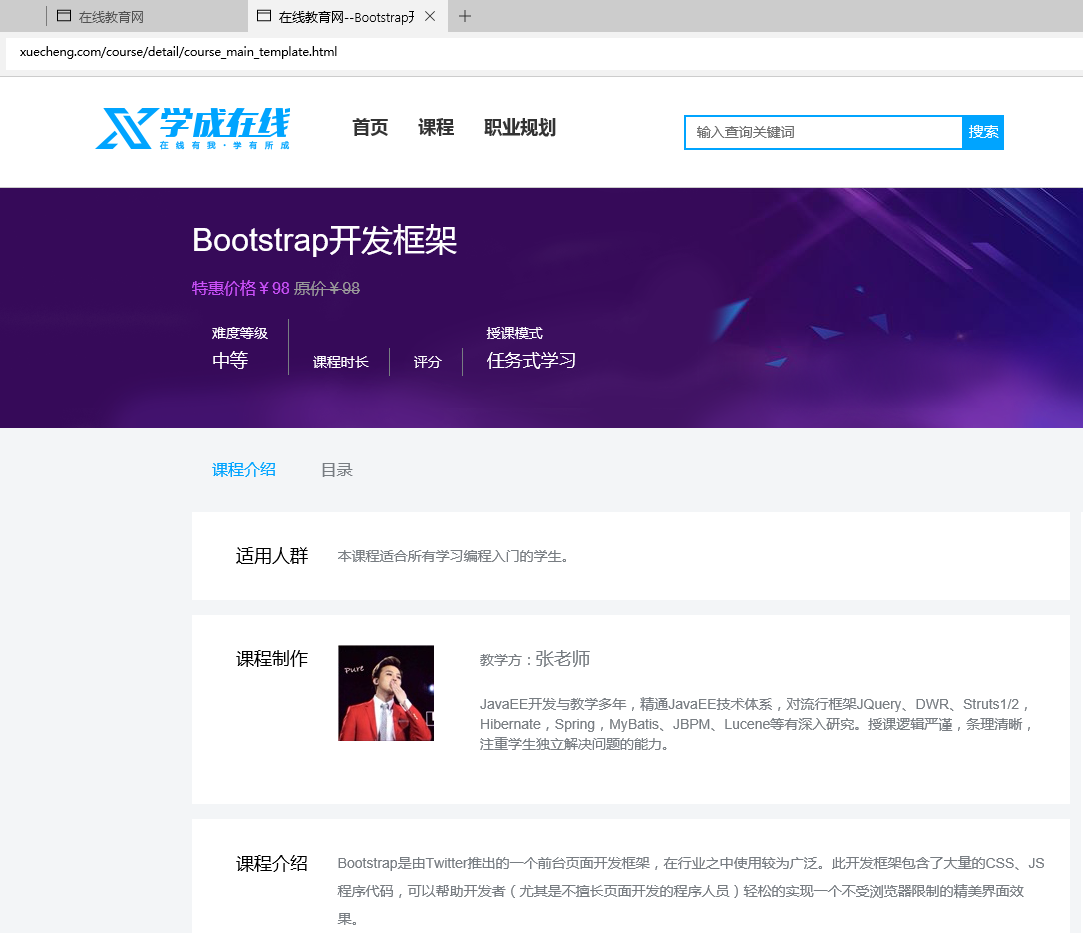 在线教育网
在线教育网--Bootstrap开
xuecheng.com/course/detail/course_main_template.html
学成在线
在线有我·学有所成
首页 课程 职业规划
输入查询关键词 搜索
Bootstrap开发框架
特惠价格￥98 原价￥98
难度等级 授课模式
中等 课程时长 评分 任务式学习
课程介绍 目录
适用人群 本课程适合所有学习编程入门的学生。
课程制作
Pure
教学方：张老师
JavaEE开发与教学多年，精通JavaEE技术体系，对流行框架JQuery、DWR、Struts1/2，
Hibernate，Spring，MyBatis、JBPM、Lucene等有深入研究。授课逻辑严谨，条理清晰，
注重学生独立解决问题的能力。
课程介绍
Bootstrap是由Twitter推出的一个前台页面开发框架，在行业之中使用较为广泛。此开发框架包含了大量的CSS、JS
程序代码，可以帮助开发者（尤其是不擅长页面开发的程序人员）轻松的实现一个不受浏览器限制的精美界面效
果。